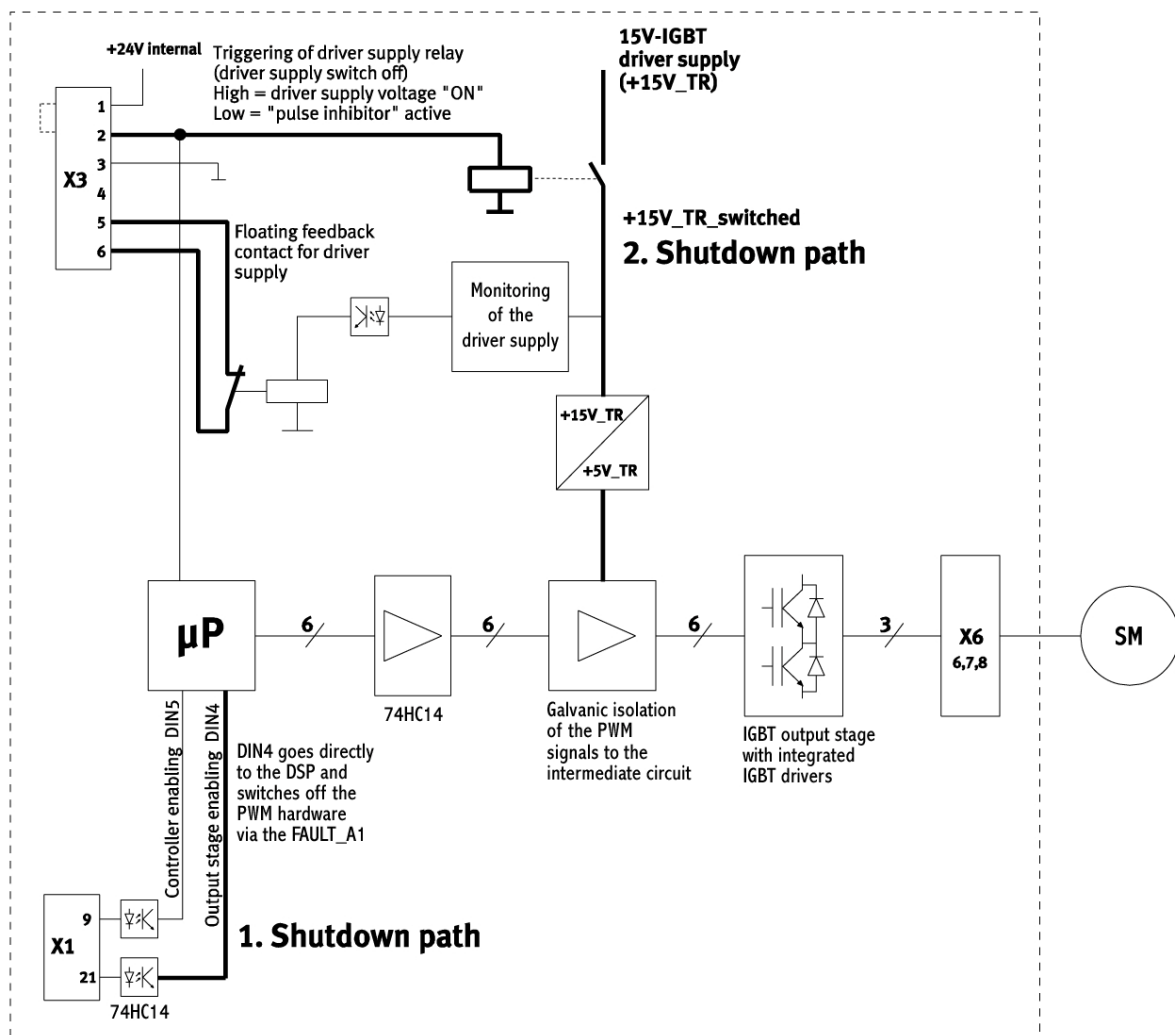 +24V internal
Triggering of driver supply relay
(driver supply switch off)
High = driver supply voltage "ON"
Low = "pulse inhibitor" active
15V-IGBT
driver supply
(+15V_TR)
X3
1
2
3
4
5
6
+15V_TR_switched
2. Shutdown path
Floating feedback
contact for driver
supply
Monitoring
of the
driver supply
+15V_TR
+5V_TR
µP
6
6
6
3
X6
6,7,8
SM
74HC14
Galvanic isolation
of the PWM
signals to the
intermediate circuit
IGBT output stage
with integrated
IGBT drivers
Controller enabling DIN5
Output stage enabling DIN4
DIN4 goes directly
to the DSP and
switches off the
PWM hardware
via the FAULT_A1
X1
9
21
1. Shutdown path
74HC14